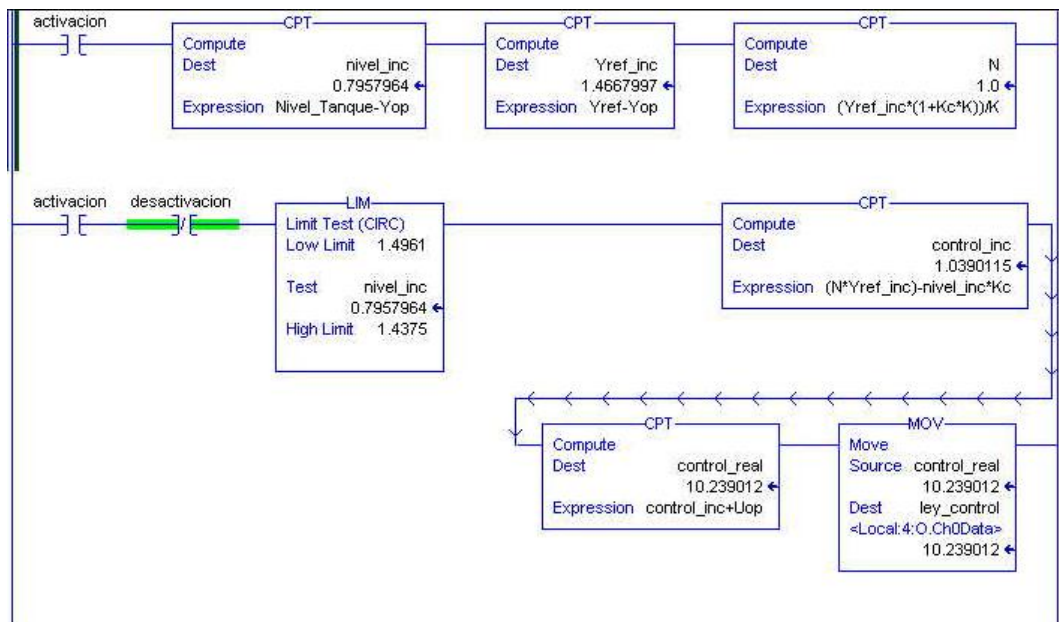 activacion
CPT
Compute
Dest nivel_inc
0.7957964
Expression Nivel_Tanque-Yop
CPT
Compute
Dest Yref_inc
1.4667997
Expression Yref-Yop
CPT
Compute
Dest N
1.0
Expression (Yref_inc*(1+Kc*K))/K
activacion
desactivacion
LIM
Limit Test (CIRC)
Low Limit 1.4961
Test nivel_inc
0.7957964
High Limit 1.4375
CPT
Compute
Dest control_inc
1.0390115
Expression (N*Yref_inc)-nivel_inc*Kc
CPT
Compute
Dest control_real
10.239012
Expression control_inc+Uop
MOV
Move
Source control_real
10.239012
Dest ley_control
<Local:4:O.Ch0Data>
10.239012